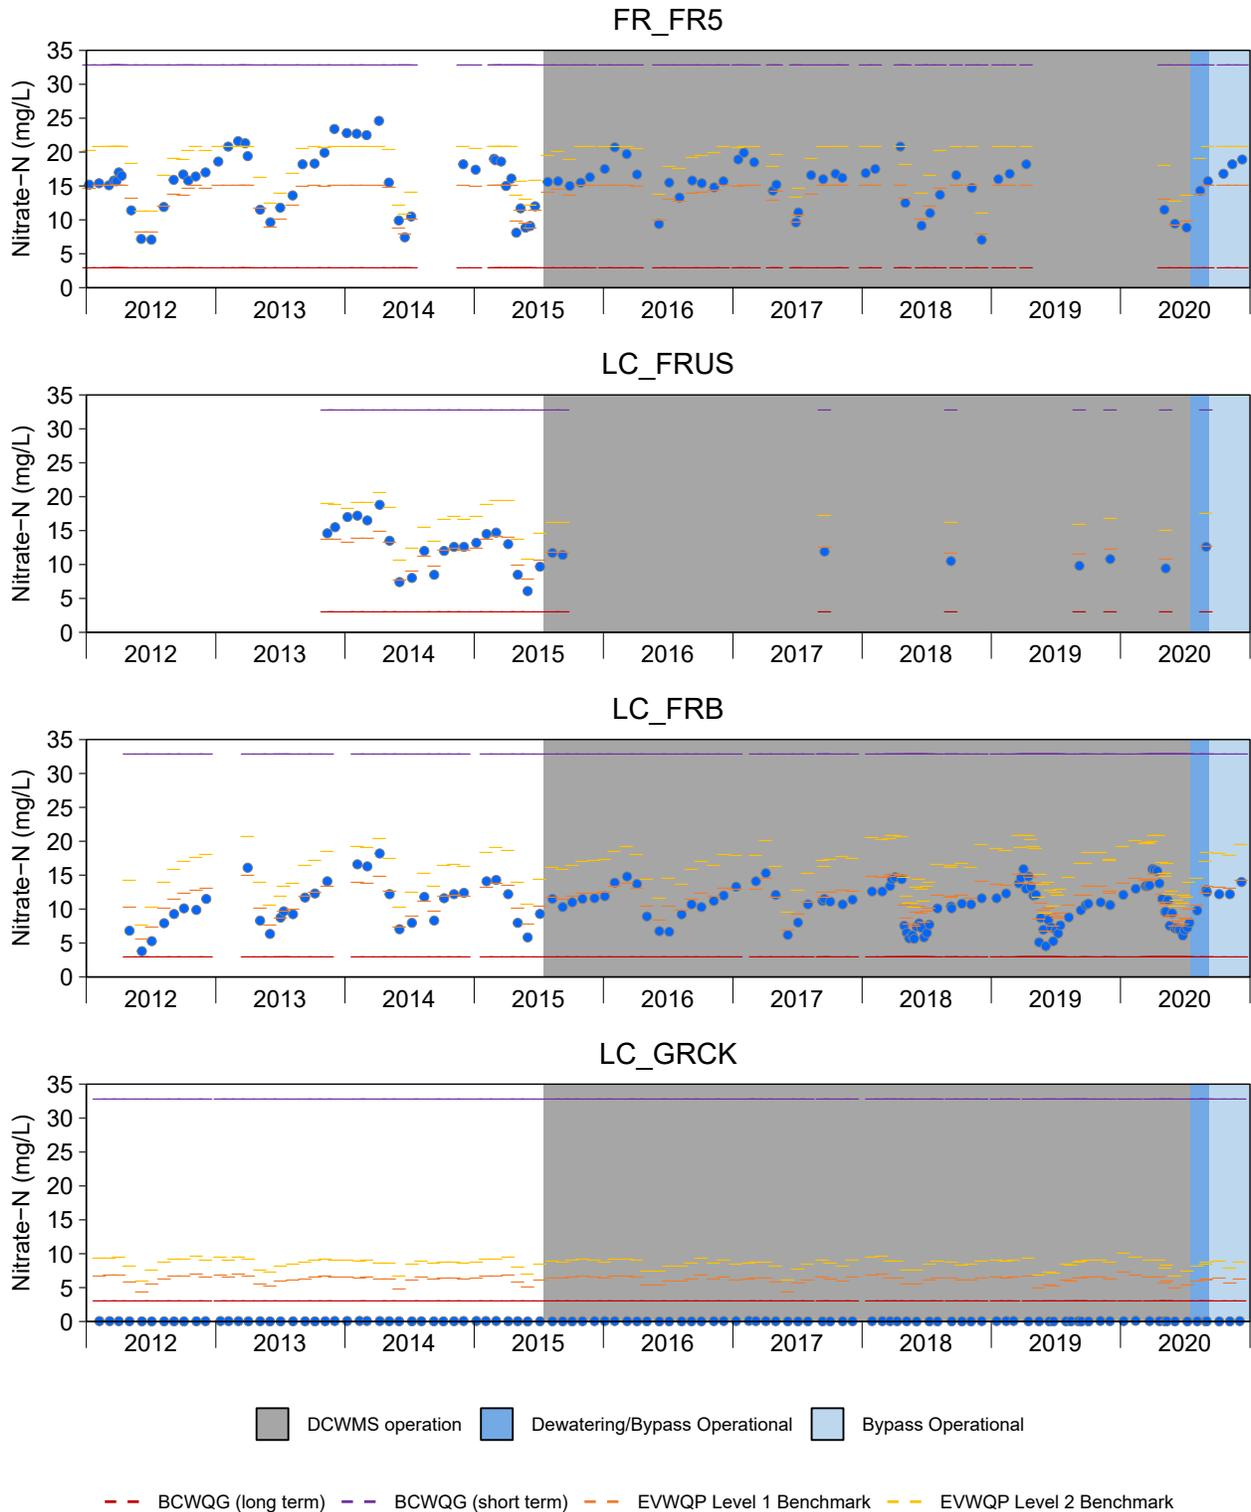 FR_FR5
Nitrate−N (mg/L)
35
30
25
20
15
10
5
0
2012 2013 2014 2015 2016 2017 2018 2019 2020
LC_FRUS
Nitrate−N (mg/L)
35
30
25
20
15
10
5
0
2012 2013 2014 2015 2016 2017 2018 2019 2020
LC_FRB
Nitrate−N (mg/L)
35
30
25
20
15
10
5
0
2012 2013 2014 2015 2016 2017 2018 2019 2020
LC_GRCK
Nitrate−N (mg/L)
35
30
25
20
15
10
5
0
2012 2013 2014 2015 2016 2017 2018 2019 2020
DCWMS operation Dewatering/Bypass Operational Bypass Operational
BCWQG (long term) BCWQG (short term) EVWQP Level 1 Benchmark EVWQP Level 2 Benchmark